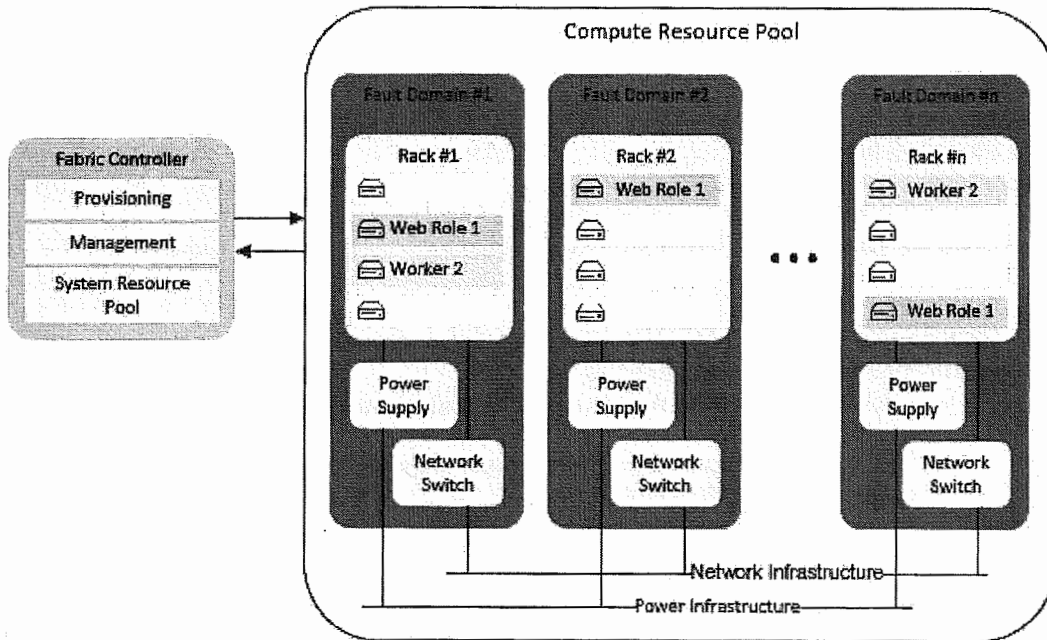 Compute Resource Pool
Fabric Controller
Provisioning
Management
System Resource
Pool
Fault Domain #1
Rack #1
Web Role 1
Worker 2
Power
Supply
Network
Switch
Fault Domain #2
Rack #2
Web Role 1
Power
Supply
Network
Switch
Fault Domain #n
Rack #n
Worker 2
Web Role 1
Power
Supply
Network
Switch
Network Infrastructure
Power Infrastructure